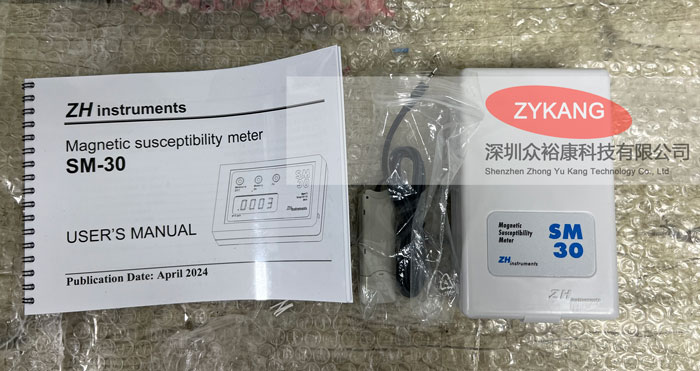 ZH instruments
Magnetic susceptibility meter
SM-30
0003
USER'S MANUAL
Publication Date: April 2024
ZYKANG
深圳众裕康科技有限公司
Shenzhen Zhong Yu Kang Technology Co., Ltd
Magnetic
Susceptibility
Meter
SM
30
ZH instruments
ZH instruments